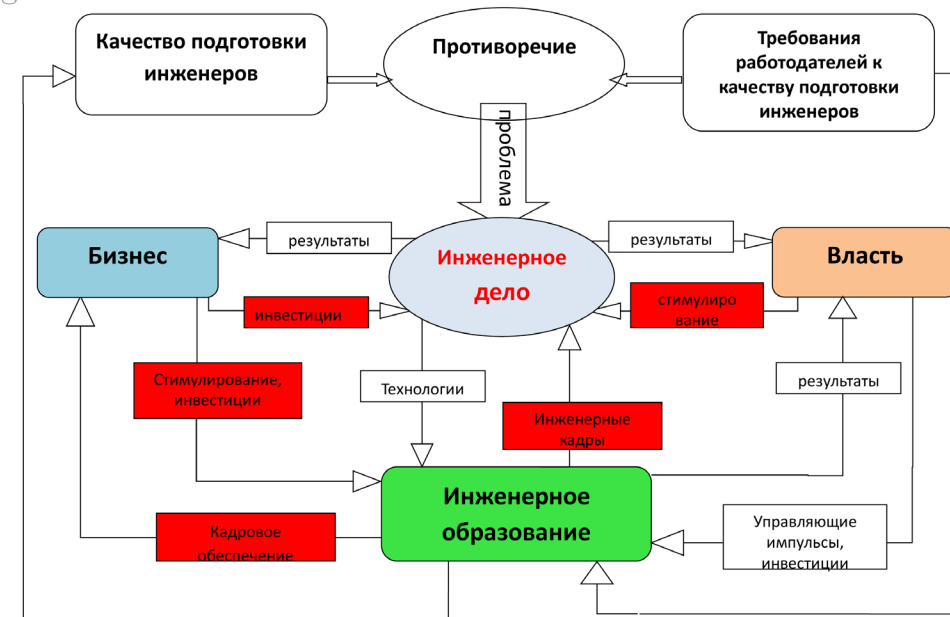 Качество подготовки
инженеров
Противоречие
Требования
работодателей к
качеству подготовки
инженеров
проблема
Бизнес
результаты
Инженерное
дело
результаты
Власть
инвестиции
стимулиро
вание
Стимулирование,
инвестиции
Технологии
Инженерные
кадры
результаты
Инженерное
образование
Кадровое
обеспечение
Управляющие
импульсы,
инвестиции